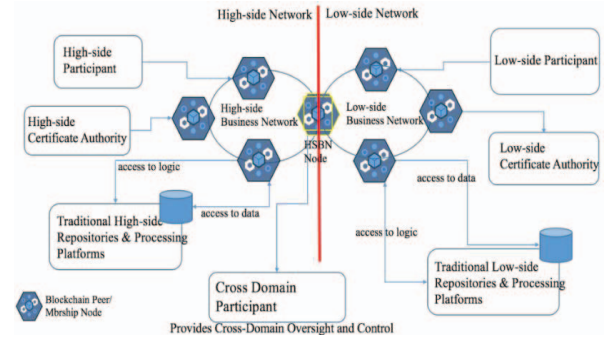 High-side Network
Low-side Network
High-side
Participant
Low-side Participant
High-side
Business Network
Low-side
Business Network
High-side
Certificate Authority
HSBN
Node
Low-side
Certificate Authority
access to logic
access to data
access to data
access to logic
Traditional High-side
Repositories & Processing
Platforms
Traditional Low-side
Repositories & Processing
Platforms
Cross Domain
Participant
Blockchain Peer/
Mbrship Node
Provides Cross-Domain Oversight and Control